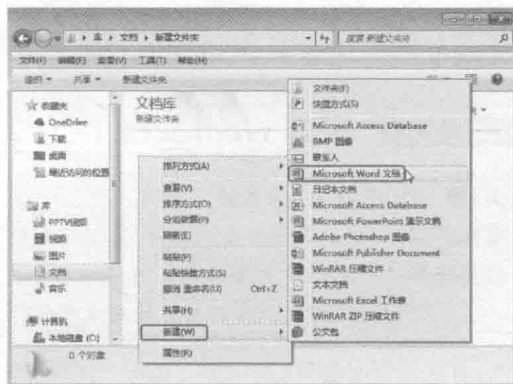 库 ▸ 文档 ▸ 新建文件夹
搜索 新建文件夹
文件(F) 编辑(E) 查看(V) 工具(T) 帮助(H)
组织 共享 新建文件夹
收藏夹
OneDrive
下载
桌面
最近访问的位置
库
PPTV视频
视频
图片
文档
音乐
计算机
本地磁盘 (C:)
0 个对象
文档库
新建文件夹
排列方式(A)
查看(V)
排序方式(O)
分组依据(P)
刷新(E)
粘贴(P)
粘贴快捷方式(S)
撤消 重命名(U) Ctrl+Z
共享(H)
新建(W)
属性(R)
文件夹(F)
快捷方式(S)
Microsoft Access Database
BMP 图像
联系人
Microsoft Word 文档
日记本文档
Microsoft Access Database
Microsoft PowerPoint 演示文稿
Adobe Photoshop 图像
Microsoft Publisher Document
WinRAR 压缩文件
文本文档
Microsoft Excel 工作表
WinRAR ZIP 压缩文件
公文包